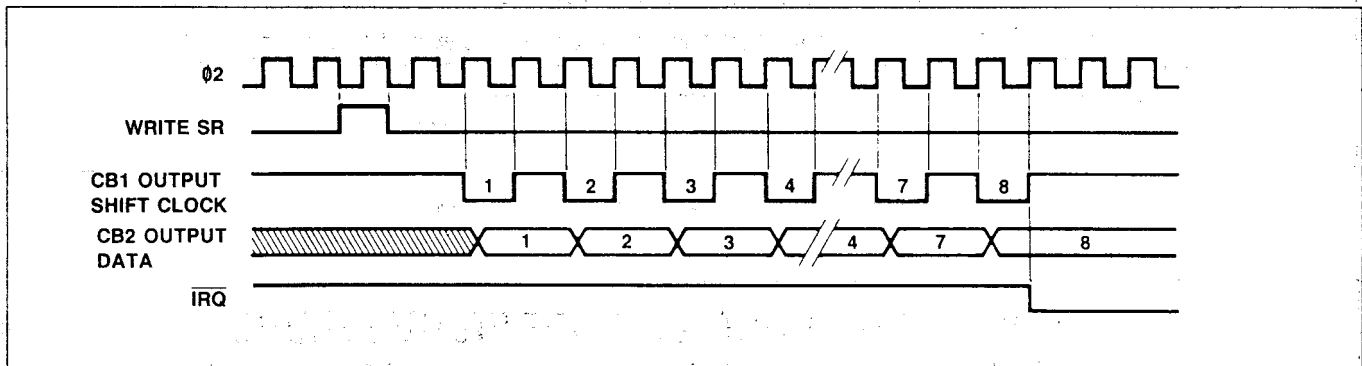 ϕ2
WRITE SR
CB1 OUTPUT
SHIFT CLOCK
1 2 3 4 7 8
CB2 OUTPUT
DATA
1 2 3 4 7 8
IRQ